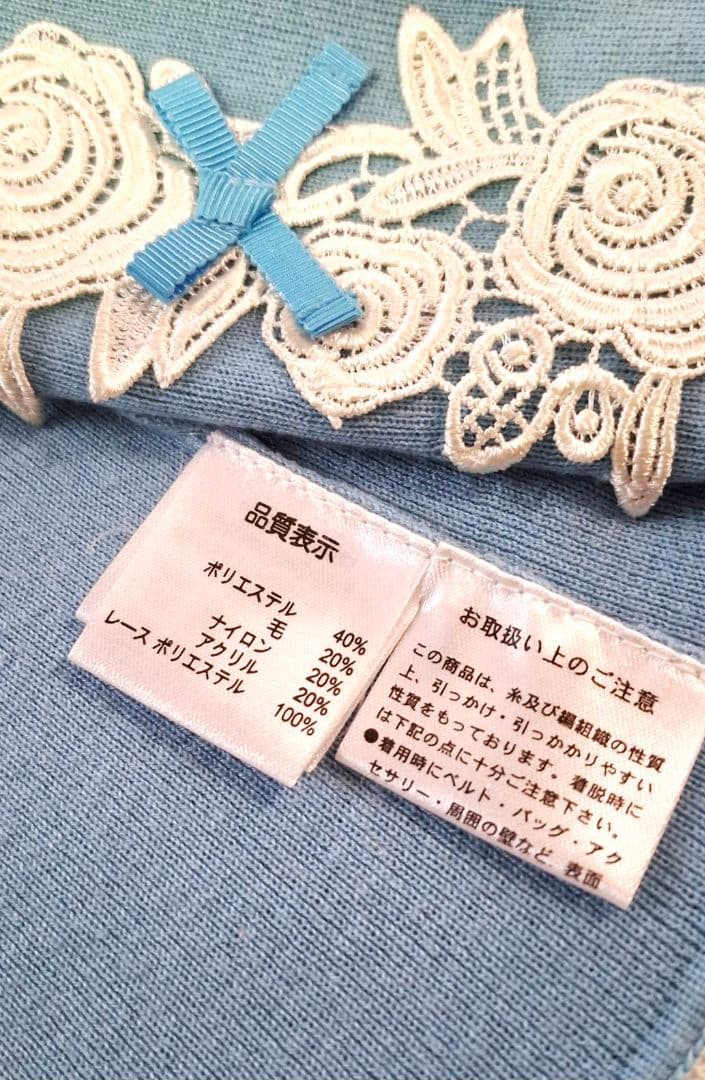 品質表示
ポリエステル 40%
毛 20%
ナイロン 20%
アクリル 20%
レース ポリエステル 100%
お取扱い上のご注意
この商品は、糸及び編組織の性質
上、引っかけ・引っかかりやすい
性質をもっております。着脱時に
は下記の点に十分ご注意下さい。
●着用時にベルト・バッグ・アク
セサリー・周囲の壁など、表面